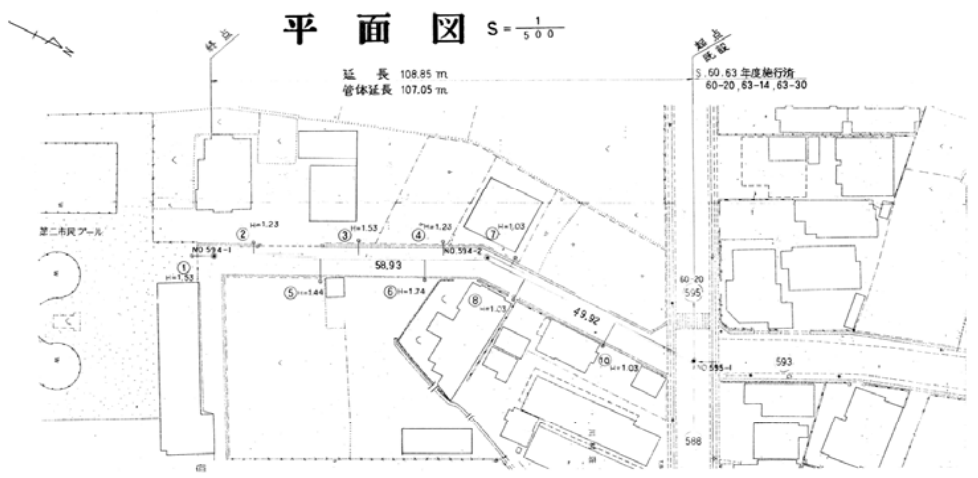 平面図 S=1/500
終点
起点
既設
延長 108.85 m
管体延長 107.05 m
S.60.63 年度施行済
60-20, 63-14, 63-30
N
② H=1.23
③ H=1.53
④ H=1.23
⑦ H=1.03
芝二市民プール
NO 594-1
NO.594-2
① H=1.53
58.93
⑤ H=1.44
⑥ H=1.74
⑧ H=1.03
49.92
60-20
595
⑩ H=1.03
NO 595-1
593
588